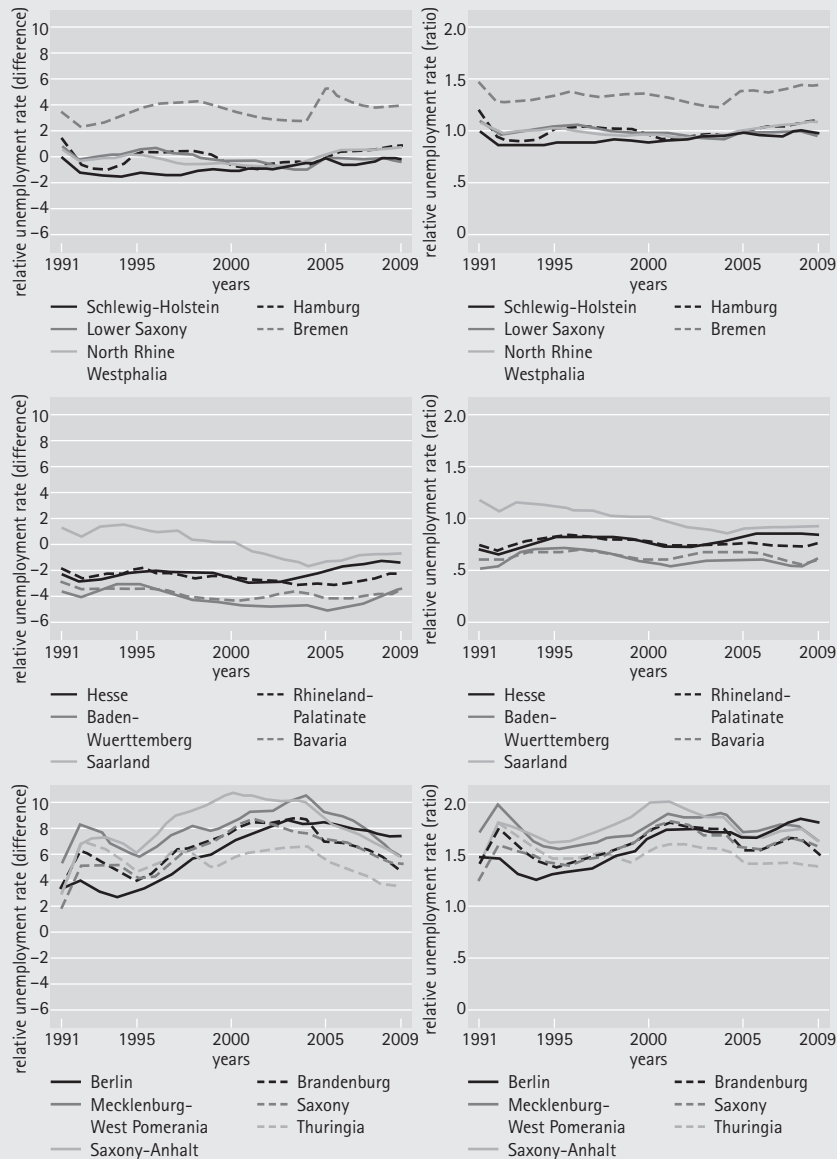 relative unemployment rate (difference)
10
8
6
4
2
0
−2
−4
−6
1991 1995 2000 2005 2009
years
Schlewig-Holstein Hamburg
Lower Saxony Bremen
North Rhine
Westphalia
relative unemployment rate (ratio)
2.0
1.5
1.0
.5
0
1991 1995 2000 2005 2009
years
Schlewig-Holstein Hamburg
Lower Saxony Bremen
North Rhine
Westphalia
relative unemployment rate (difference)
10
8
6
4
2
0
−2
−4
−6
1991 1995 2000 2005 2009
years
Hesse Rhineland-
Baden- Palatinate
Wuerttemberg Bavaria
Saarland
relative unemployment rate (ratio)
2.0
1.5
1.0
.5
0
1991 1995 2000 2005 2009
years
Hesse Rhineland-
Baden- Palatinate
Wuerttemberg Bavaria
Saarland
relative unemployment rate (difference)
10
8
6
4
2
0
−2
−4
−6
1991 1995 2000 2005 2009
years
Berlin Brandenburg
Mecklenburg- Saxony
West Pomerania Thuringia
Saxony-Anhalt
relative unemployment rate (ratio)
2.0
1.5
1.0
.5
0
1991 1995 2000 2005 2009
years
Berlin Brandenburg
Mecklenburg- Saxony
West Pomerania Thuringia
Saxony-Anhalt